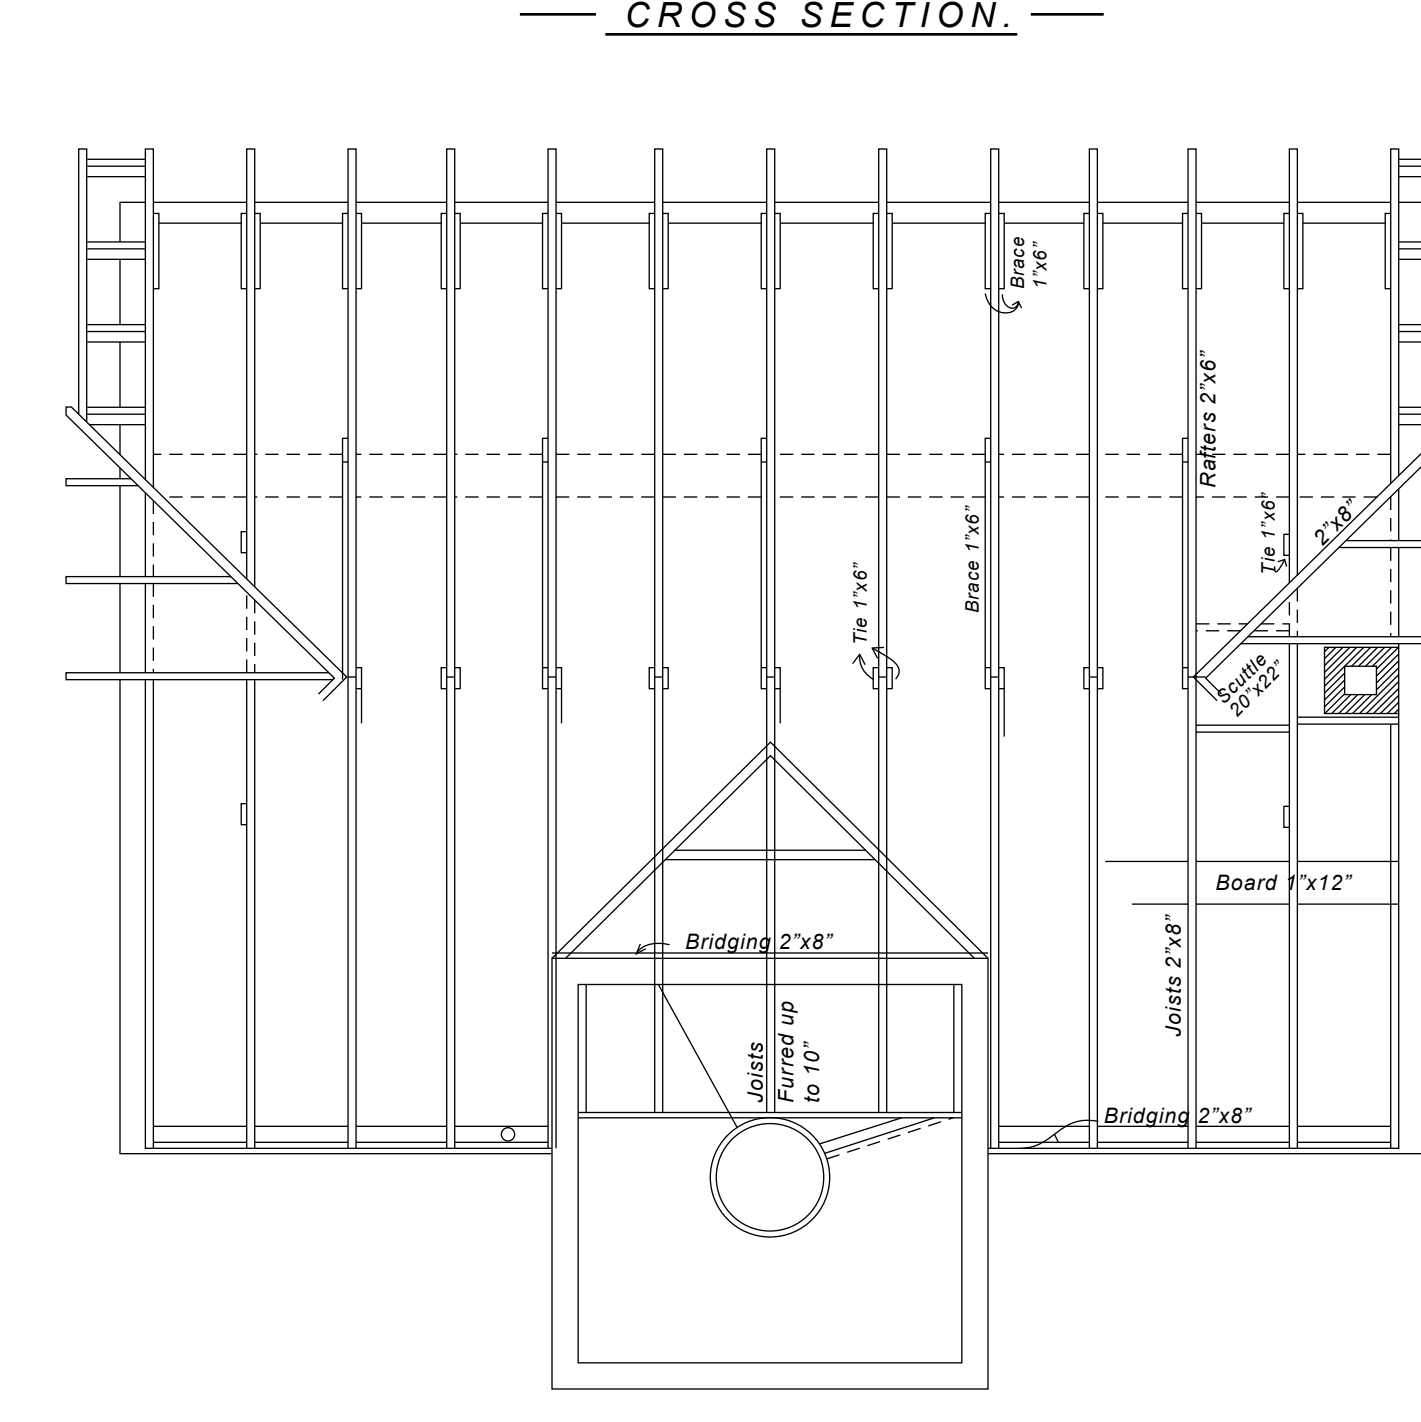 CROSS SECTION.
Brace
1”x6”
Rafters 2”x6”
Tie 1”x6”
2”x8”
Brace 1”x6”
Tie 1”x6”
Scuttle
20”x22”
Board 1”x12”
Bridging 2”x8”
Joists 2”x8”
Joists
Furred up
to 10”
Bridging 2”x8”